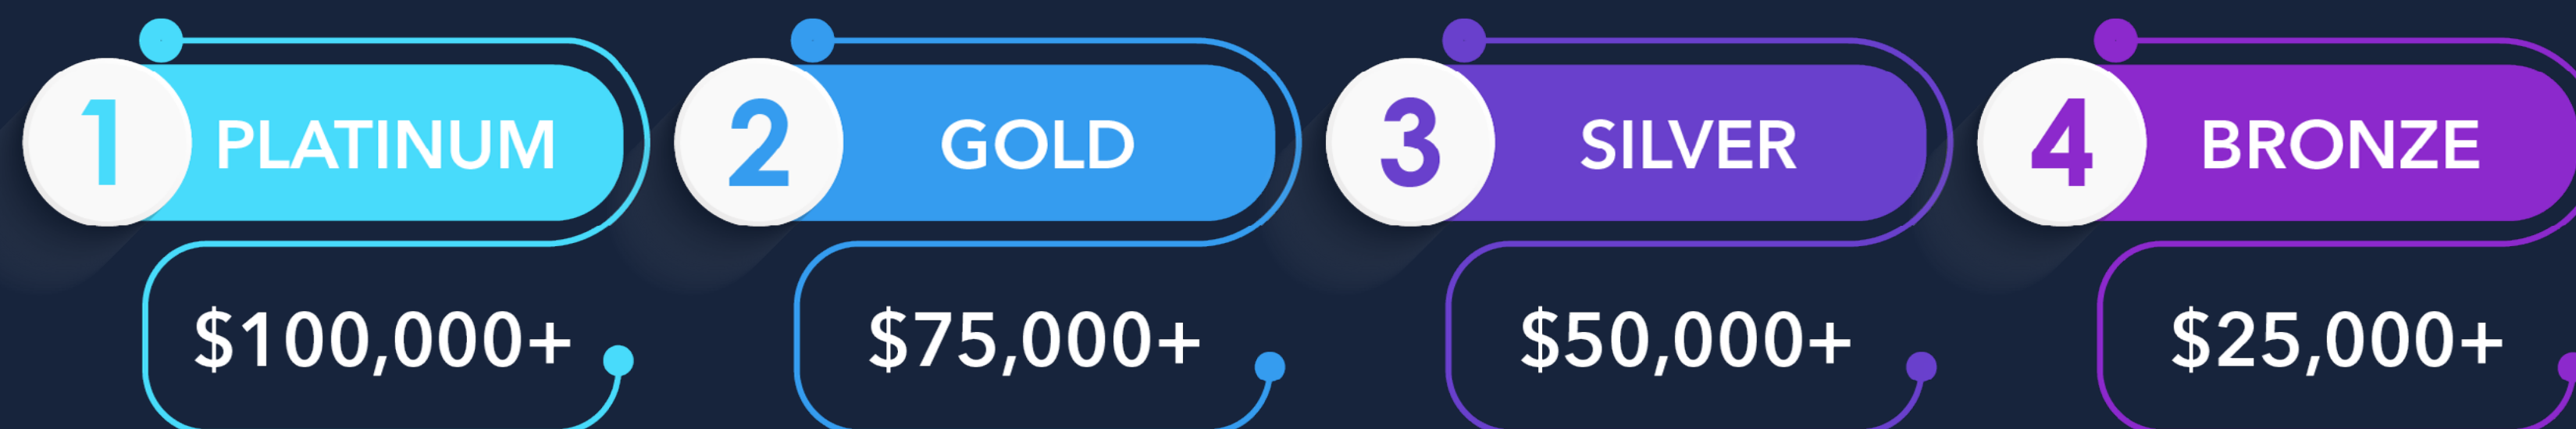 1 PLATINUM
$100,000+
2 GOLD
$75,000+
3 SILVER
$50,000+
4 BRONZE
$25,000+